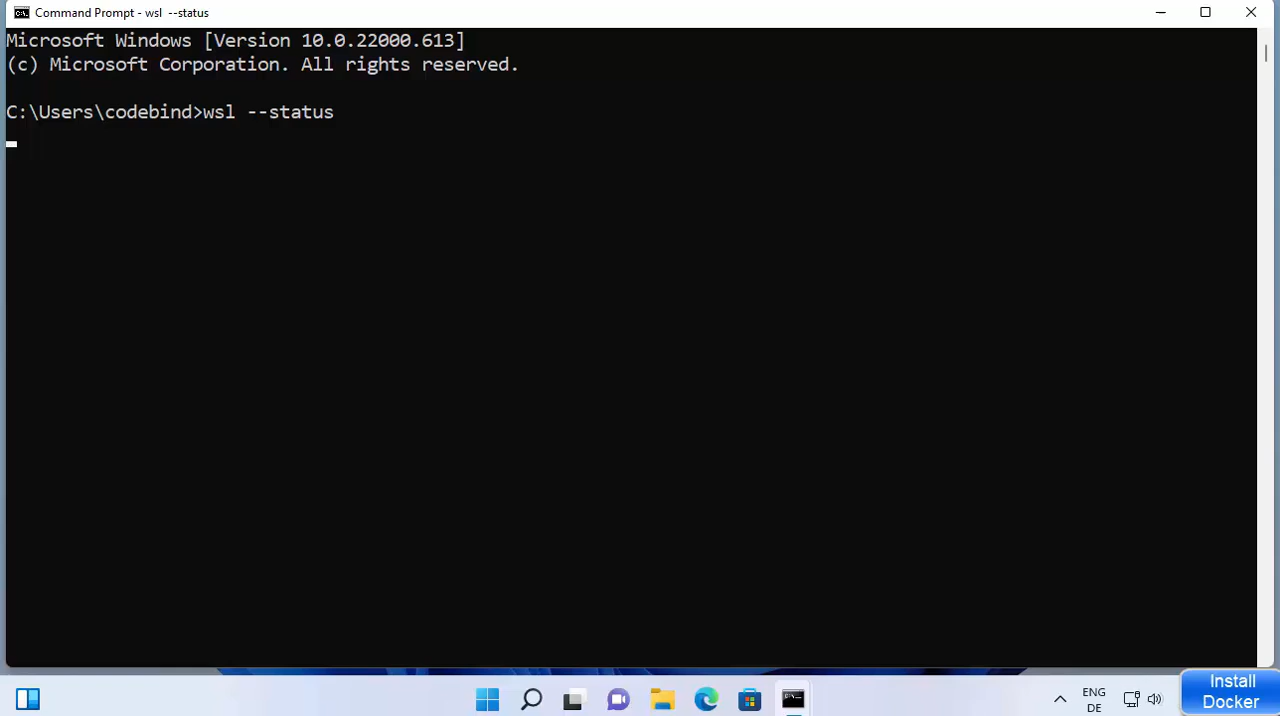 Command Prompt - wsl  --status
Microsoft Windows [Version 10.0.22000.613]
(c) Microsoft Corporation. All rights reserved.
C:\Users\codebind>wsl --status
ENG
DE
Install
Docker